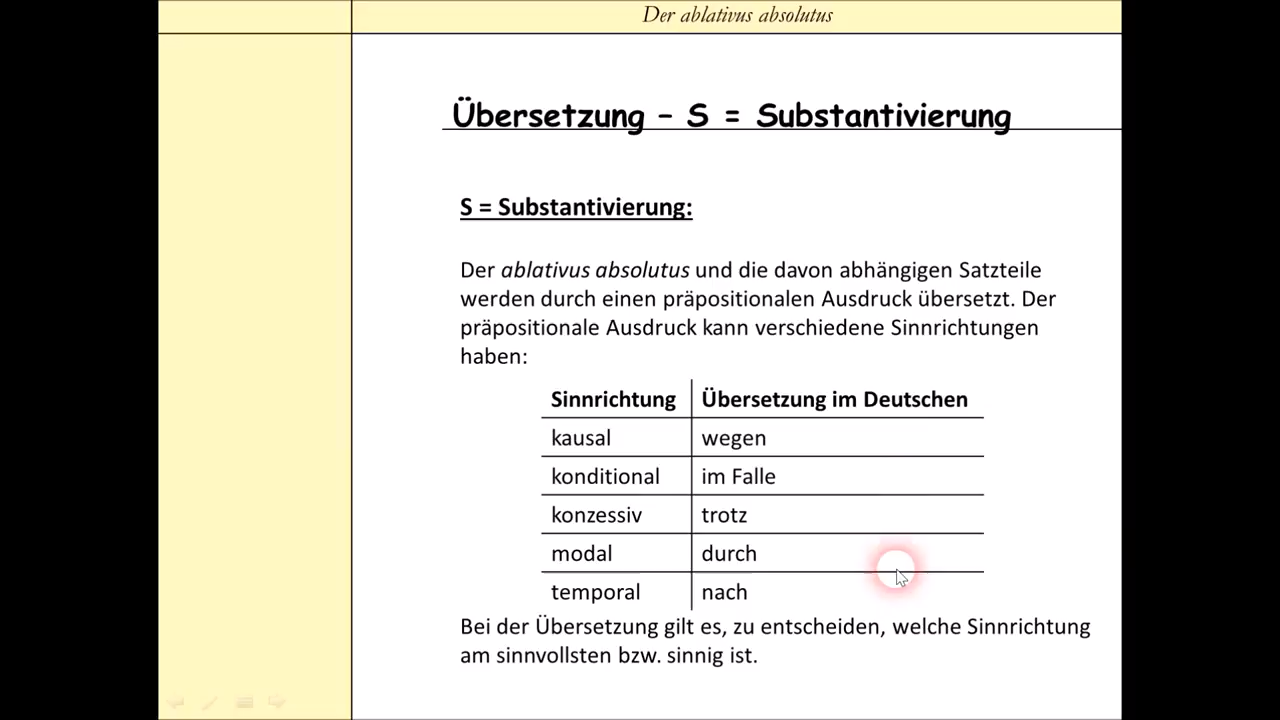 Der ablativus absolutus
Übersetzung – S = Substantivierung
S = Substantivierung:
Der ablativus absolutus und die davon abhängigen Satzteile
werden durch einen präpositionalen Ausdruck übersetzt. Der
präpositionale Ausdruck kann verschiedene Sinnrichtungen
haben:
Sinnrichtung Übersetzung im Deutschen
kausal wegen
konditional im Falle
konzessiv trotz
modal durch
temporal nach
Bei der Übersetzung gilt es, zu entscheiden, welche Sinnrichtung
am sinnvollsten bzw. sinnig ist.